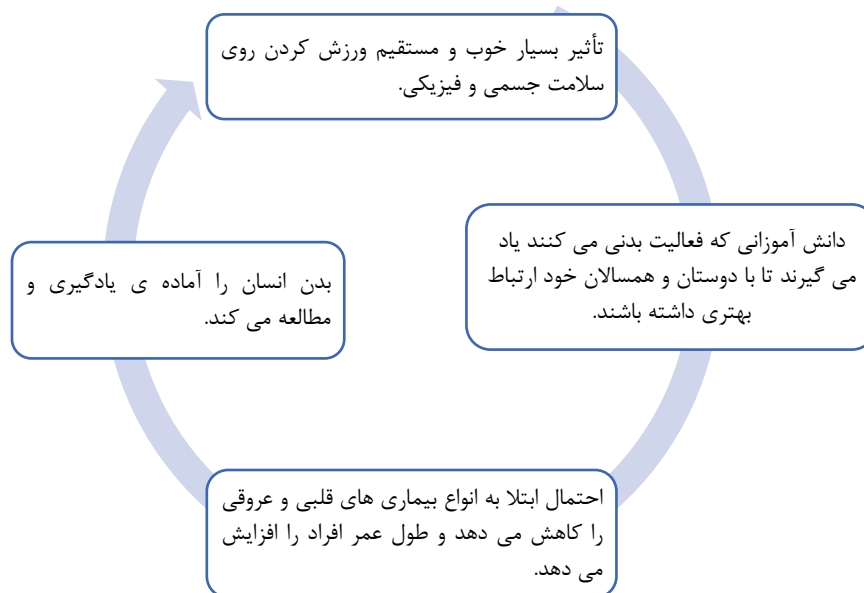 تأثیر بسیار خوب و مستقیم ورزش کردن روی
سلامت جسمی و فیزیکی.
دانش آموزانی که فعالیت بدنی می کنند یاد
می گیرند تا با دوستان و همسالان خود ارتباط
بهتری داشته باشند.
احتمال ابتلا به انواع بیماری های قلبی و عروقی
را کاهش می دهد و طول عمر افراد را افزایش
می دهد.
بدن انسان را آماده ی یادگیری و
مطالعه می کند.